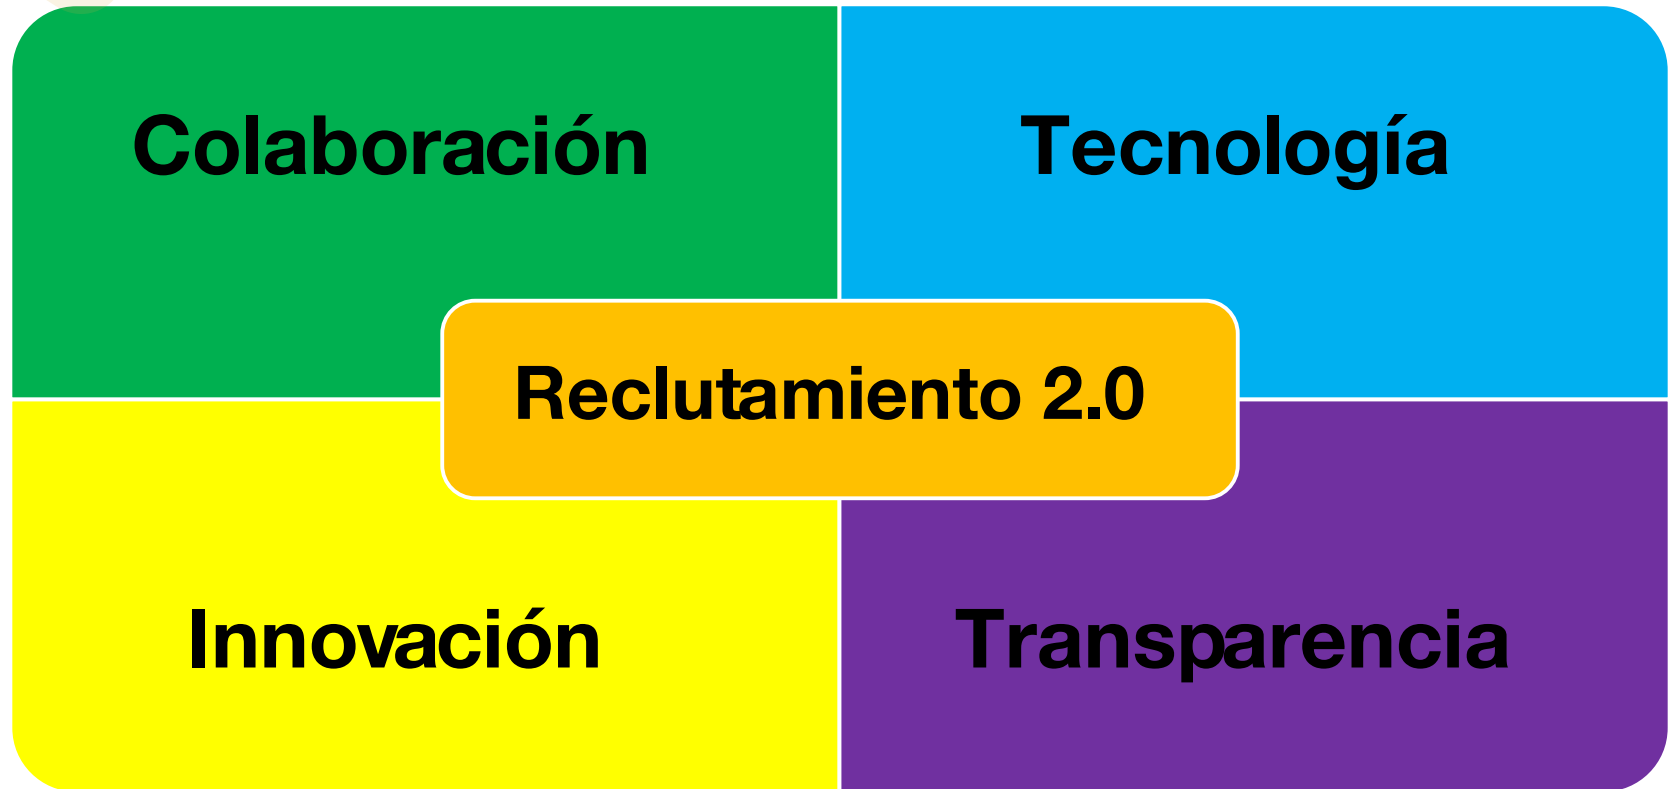 Colaboración
Tecnología
Reclutamiento 2.0
Innovación
Transparencia